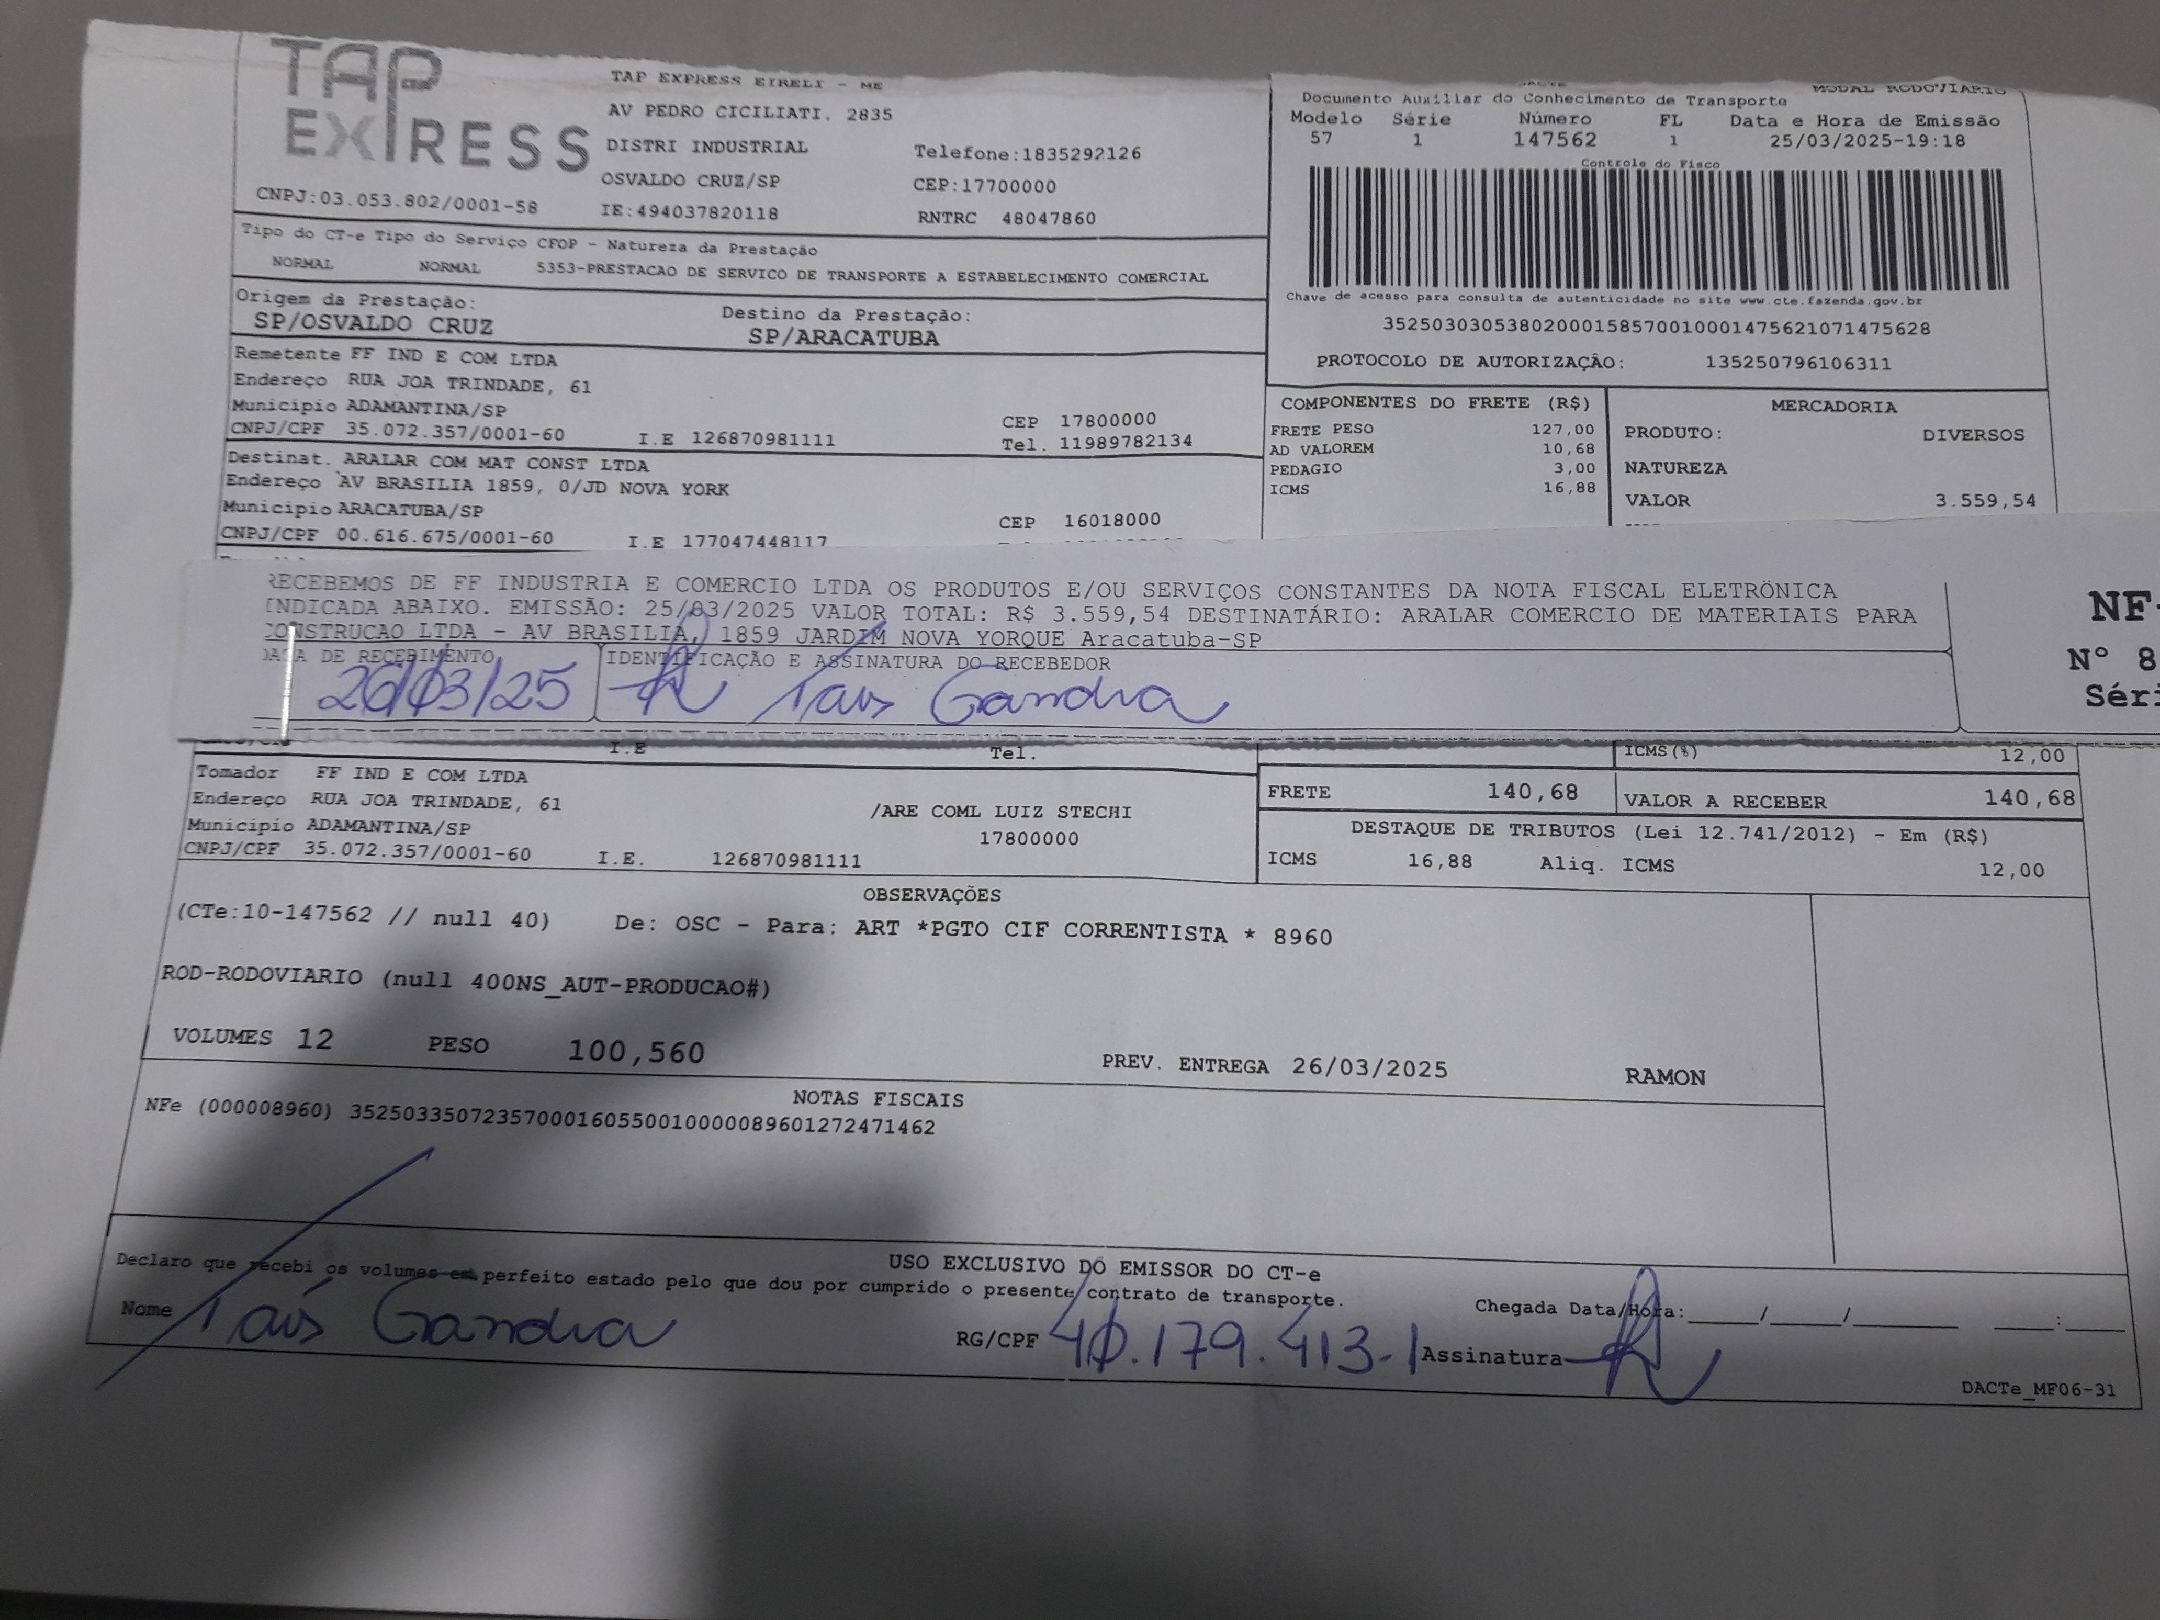 TAP
EXPRESS
TAP EXPRESS EIRELI - ME
AV PEDRO CICILIATI, 2835
DISTRI INDUSTRIAL
Telefone:1835292126
OSVALDO CRUZ/SP
CEP:17700000
CNPJ:03.053.802/0001-58
IE:494037820118
RNTRC 48047860
MODAL RODOVIARIO
Documento Auxiliar do Conhecimento de Transporte
Modelo Série Número FL Data e Hora de Emissão
57 1 147562 1 25/03/2025-19:18
Controle do Fisco
Chave de acesso para consulta de autenticidade no site www.cte.fazenda.gov.br
35250303053802000158570010001475621071475628
PROTOCOLO DE AUTORIZAÇÃO: 135250796106311
Tipo do CT-e Tipo do Serviço CFOP - Natureza da Prestação
NORMAL NORMAL 5353-PRESTACAO DE SERVICO DE TRANSPORTE A ESTABELECIMENTO COMERCIAL
Origem da Prestação: Destino da Prestação:
SP/OSVALDO CRUZ SP/ARACATUBA
Remetente FF IND E COM LTDA
Endereço RUA JOA TRINDADE, 61
Municipio ADAMANTINA/SP CEP 17800000
CNPJ/CPF 35.072.357/0001-60 I.E 126870981111 Tel. 11989782134
Destinat. ARALAR COM MAT CONST LTDA
Endereço AV BRASILIA 1859, 0/JD NOVA YORK
Municipio ARACATUBA/SP CEP 16018000
CNPJ/CPF 00.616.675/0001-60 I.E 177047448117
COMPONENTES DO FRETE (R$)
FRETE PESO 127,00
AD VALOREM 10,68
PEDAGIO 3,00
ICMS 16,88
MERCADORIA
PRODUTO: DIVERSOS
NATUREZA
VALOR 3.559,54
RECEBEMOS DE FF INDUSTRIA E COMERCIO LTDA OS PRODUTOS E/OU SERVIÇOS CONSTANTES DA NOTA FISCAL ELETRÔNICA
INDICADA ABAIXO. EMISSÃO: 25/03/2025 VALOR TOTAL: R$ 3.559,54 DESTINATÁRIO: ARALAR COMERCIO DE MATERIAIS PARA
CONSTRUCAO LTDA - AV BRASILIA, 1859 JARDIM NOVA YORQUE Aracatuba-SP
DATA DE RECEBIMENTO IDENTIFICAÇÃO E ASSINATURA DO RECEBEDOR
26/03/25 Taís Gandra
NF-
Nº 8
Séri
I.E Tel.
ICMS(%) 12,00
Tomador FF IND E COM LTDA
Endereço RUA JOA TRINDADE, 61 /ARE COML LUIZ STECHI
Municipio ADAMANTINA/SP 17800000
CNPJ/CPF 35.072.357/0001-60 I.E. 126870981111
FRETE 140,68 VALOR A RECEBER 140,68
DESTAQUE DE TRIBUTOS (Lei 12.741/2012) - Em (R$)
ICMS 16,88 Aliq. ICMS 12,00
OBSERVAÇÕES
(CTe:10-147562 // null 40) De: OSC - Para: ART *PGTO CIF CORRENTISTA * 8960
ROD-RODOVIARIO (null 400NS_AUT-PRODUCAO#)
VOLUMES 12 PESO 100,560 PREV. ENTREGA 26/03/2025 RAMON
NOTAS FISCAIS
NFe (000008960) 35250335072357000160550010000089601272471462
USO EXCLUSIVO DO EMISSOR DO CT-e
Declaro que recebi os volumes em perfeito estado pelo que dou por cumprido o presente contrato de transporte.
Chegada Data/Hora:_____/_____/_______ ____:____
Nome Taís Gandra RG/CPF 40.179.413-1 Assinatura
DACTe_MF06-31